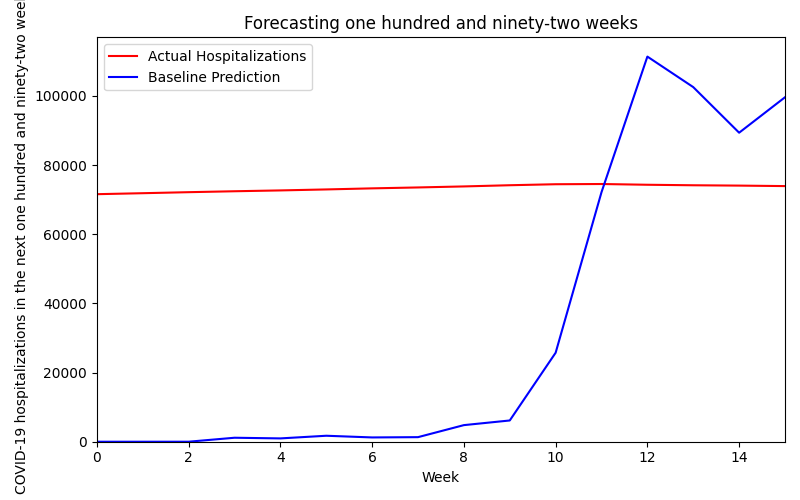 Forecasting one hundred and ninety-two weeks
Actual Hospitalizations
Baseline Prediction
COVID-19 hospitalizations in the next one hundred and ninety-two
100000
80000
60000
40000
20000
0
0 2 4 6 8 10 12 14
Week